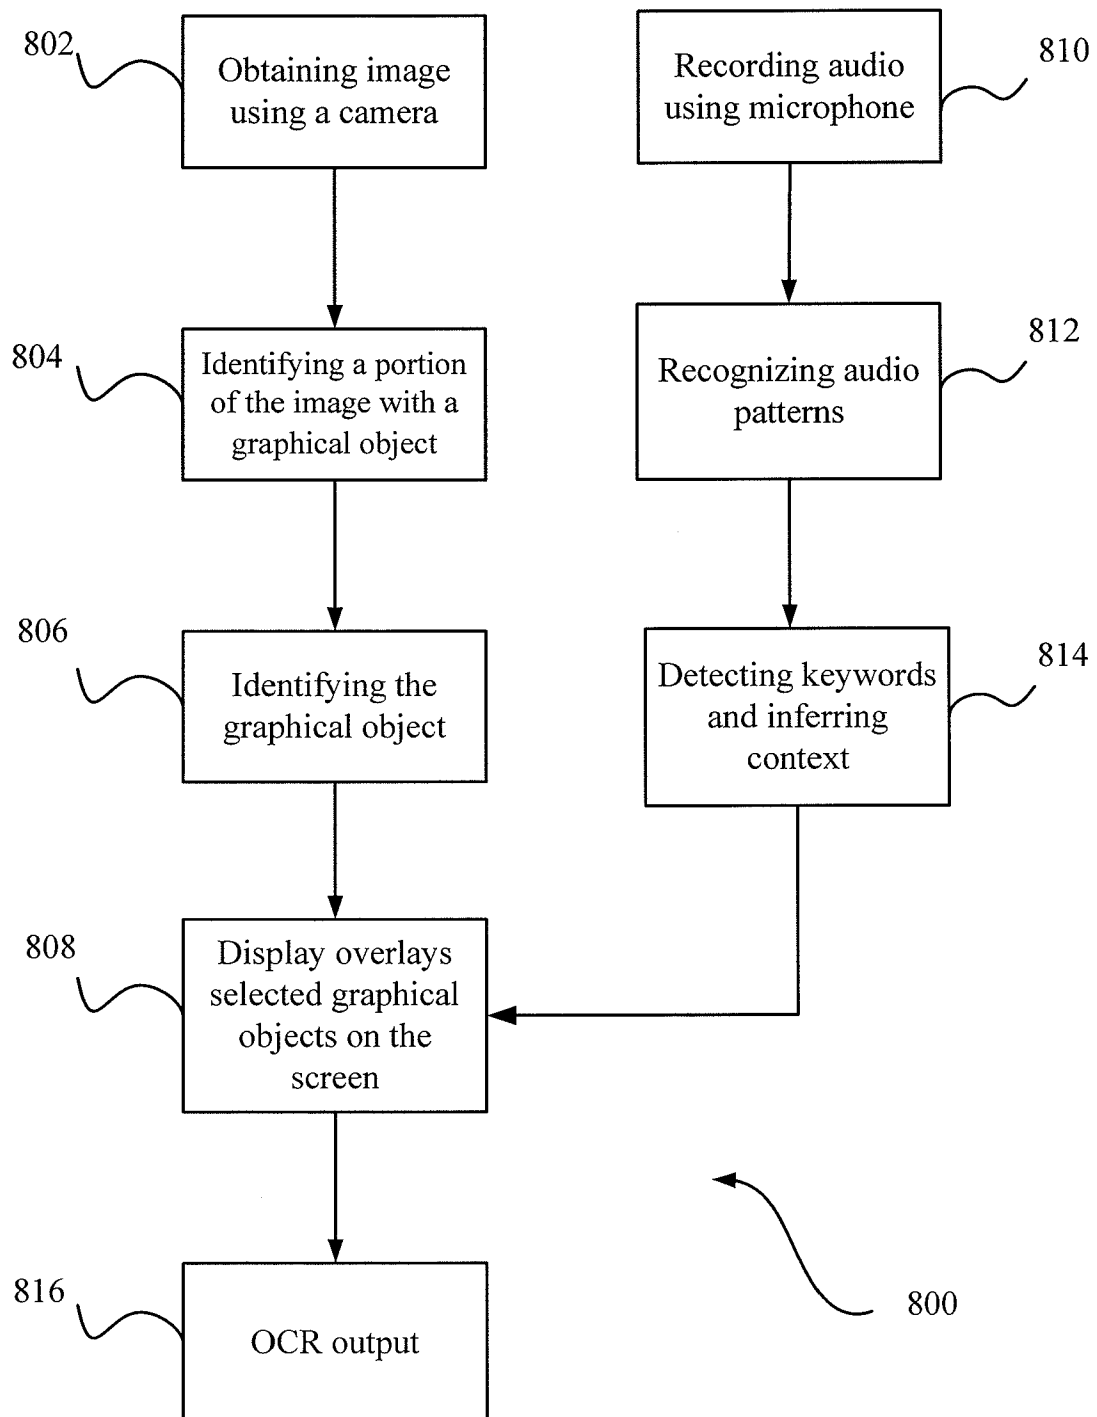 802
Obtaining image
using a camera
810
Recording audio
using microphone
804
Identifying a portion
of the image with a
graphical object
812
Recognizing audio
patterns
806
Identifying the
graphical object
814
Detecting keywords
and inferring
context
808
Display overlays
selected graphical
objects on the
screen
816
OCR output
800